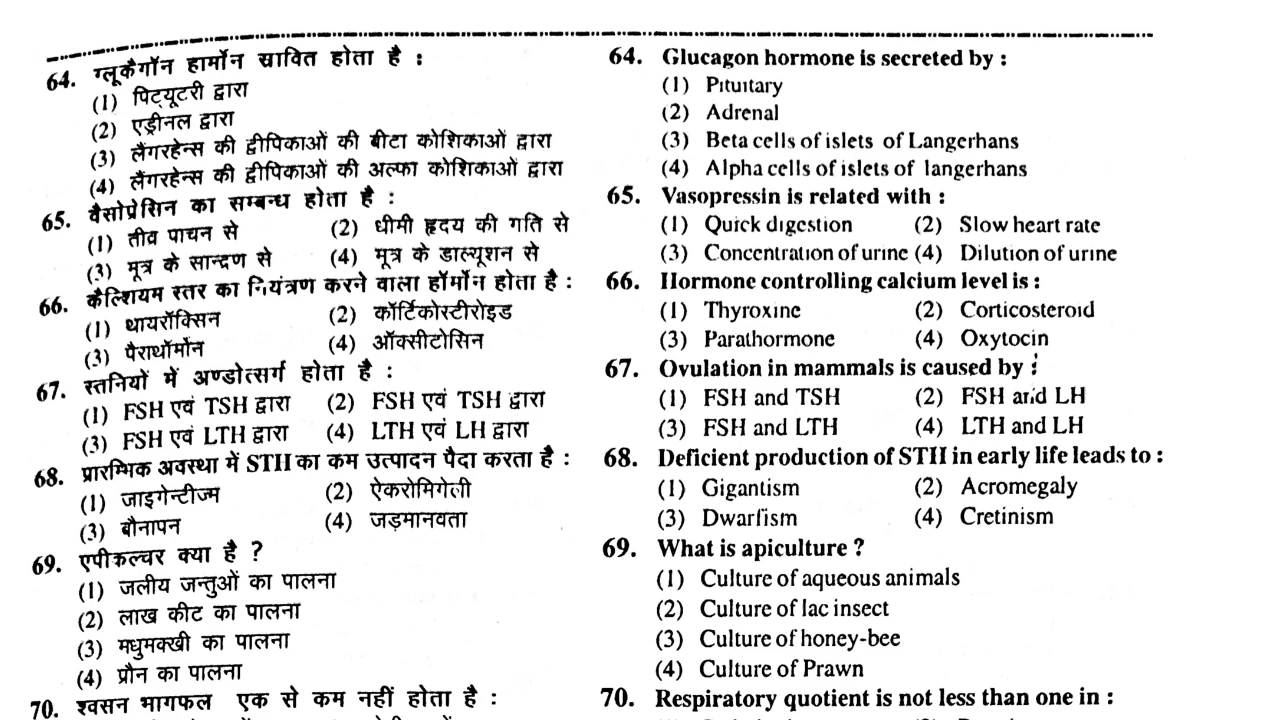 64. ग्लूकैगॉन हार्मोन स्रावित होता है :
(1) पिट्यूटरी द्वारा
(2) एड्रीनल द्वारा
(3) लैंगरहेन्स की द्वीपिकाओं की बीटा कोशिकाओं द्वारा
(4) लैंगरहेन्स की द्वीपिकाओं की अल्फा कोशिकाओं द्वारा
65. वैसोप्रेसिन का सम्बन्ध होता है :
(1) तीव्र पाचन से (2) धीमी हृदय की गति से
(3) मूत्र के सान्द्रण से (4) मूत्र के डाल्यूशन से
66. कैल्शियम स्तर का नियंत्रण करने वाला हॉर्मोन होता है :
(1) थायरॉक्सिन (2) कॉर्टिकोस्टीरोइड
(3) पैराथॉर्मोन (4) ऑक्सीटोसिन
67. स्तनियों में अण्डोत्सर्ग होता है :
(1) FSH एवं TSH द्वारा (2) FSH एवं TSH द्वारा
(3) FSH एवं LTH द्वारा (4) LTH एवं LH द्वारा
68. प्रारम्भिक अवस्था में STH का कम उत्पादन पैदा करता है :
(1) जाइगेन्टीज्म (2) ऐकरोमिगेली
(3) बौनापन (4) जड़मानवता
69. एपीकल्चर क्या है ?
(1) जलीय जन्तुओं का पालना
(2) लाख कीट का पालना
(3) मधुमक्खी का पालना
(4) प्रौन का पालना
70. श्वसन भागफल एक से कम नहीं होता है :
64. Glucagon hormone is secreted by :
(1) Pituitary
(2) Adrenal
(3) Beta cells of islets of Langerhans
(4) Alpha cells of islets of langerhans
65. Vasopressin is related with :
(1) Quick digestion (2) Slow heart rate
(3) Concentration of urine (4) Dilution of urine
66. Hormone controlling calcium level is :
(1) Thyroxine (2) Corticosteroid
(3) Parathormone (4) Oxytocin
67. Ovulation in mammals is caused by :
(1) FSH and TSH (2) FSH and LH
(3) FSH and LTH (4) LTH and LH
68. Deficient production of STH in early life leads to :
(1) Gigantism (2) Acromegaly
(3) Dwarfism (4) Cretinism
69. What is apiculture ?
(1) Culture of aqueous animals
(2) Culture of lac insect
(3) Culture of honey-bee
(4) Culture of Prawn
70. Respiratory quotient is not less than one in :